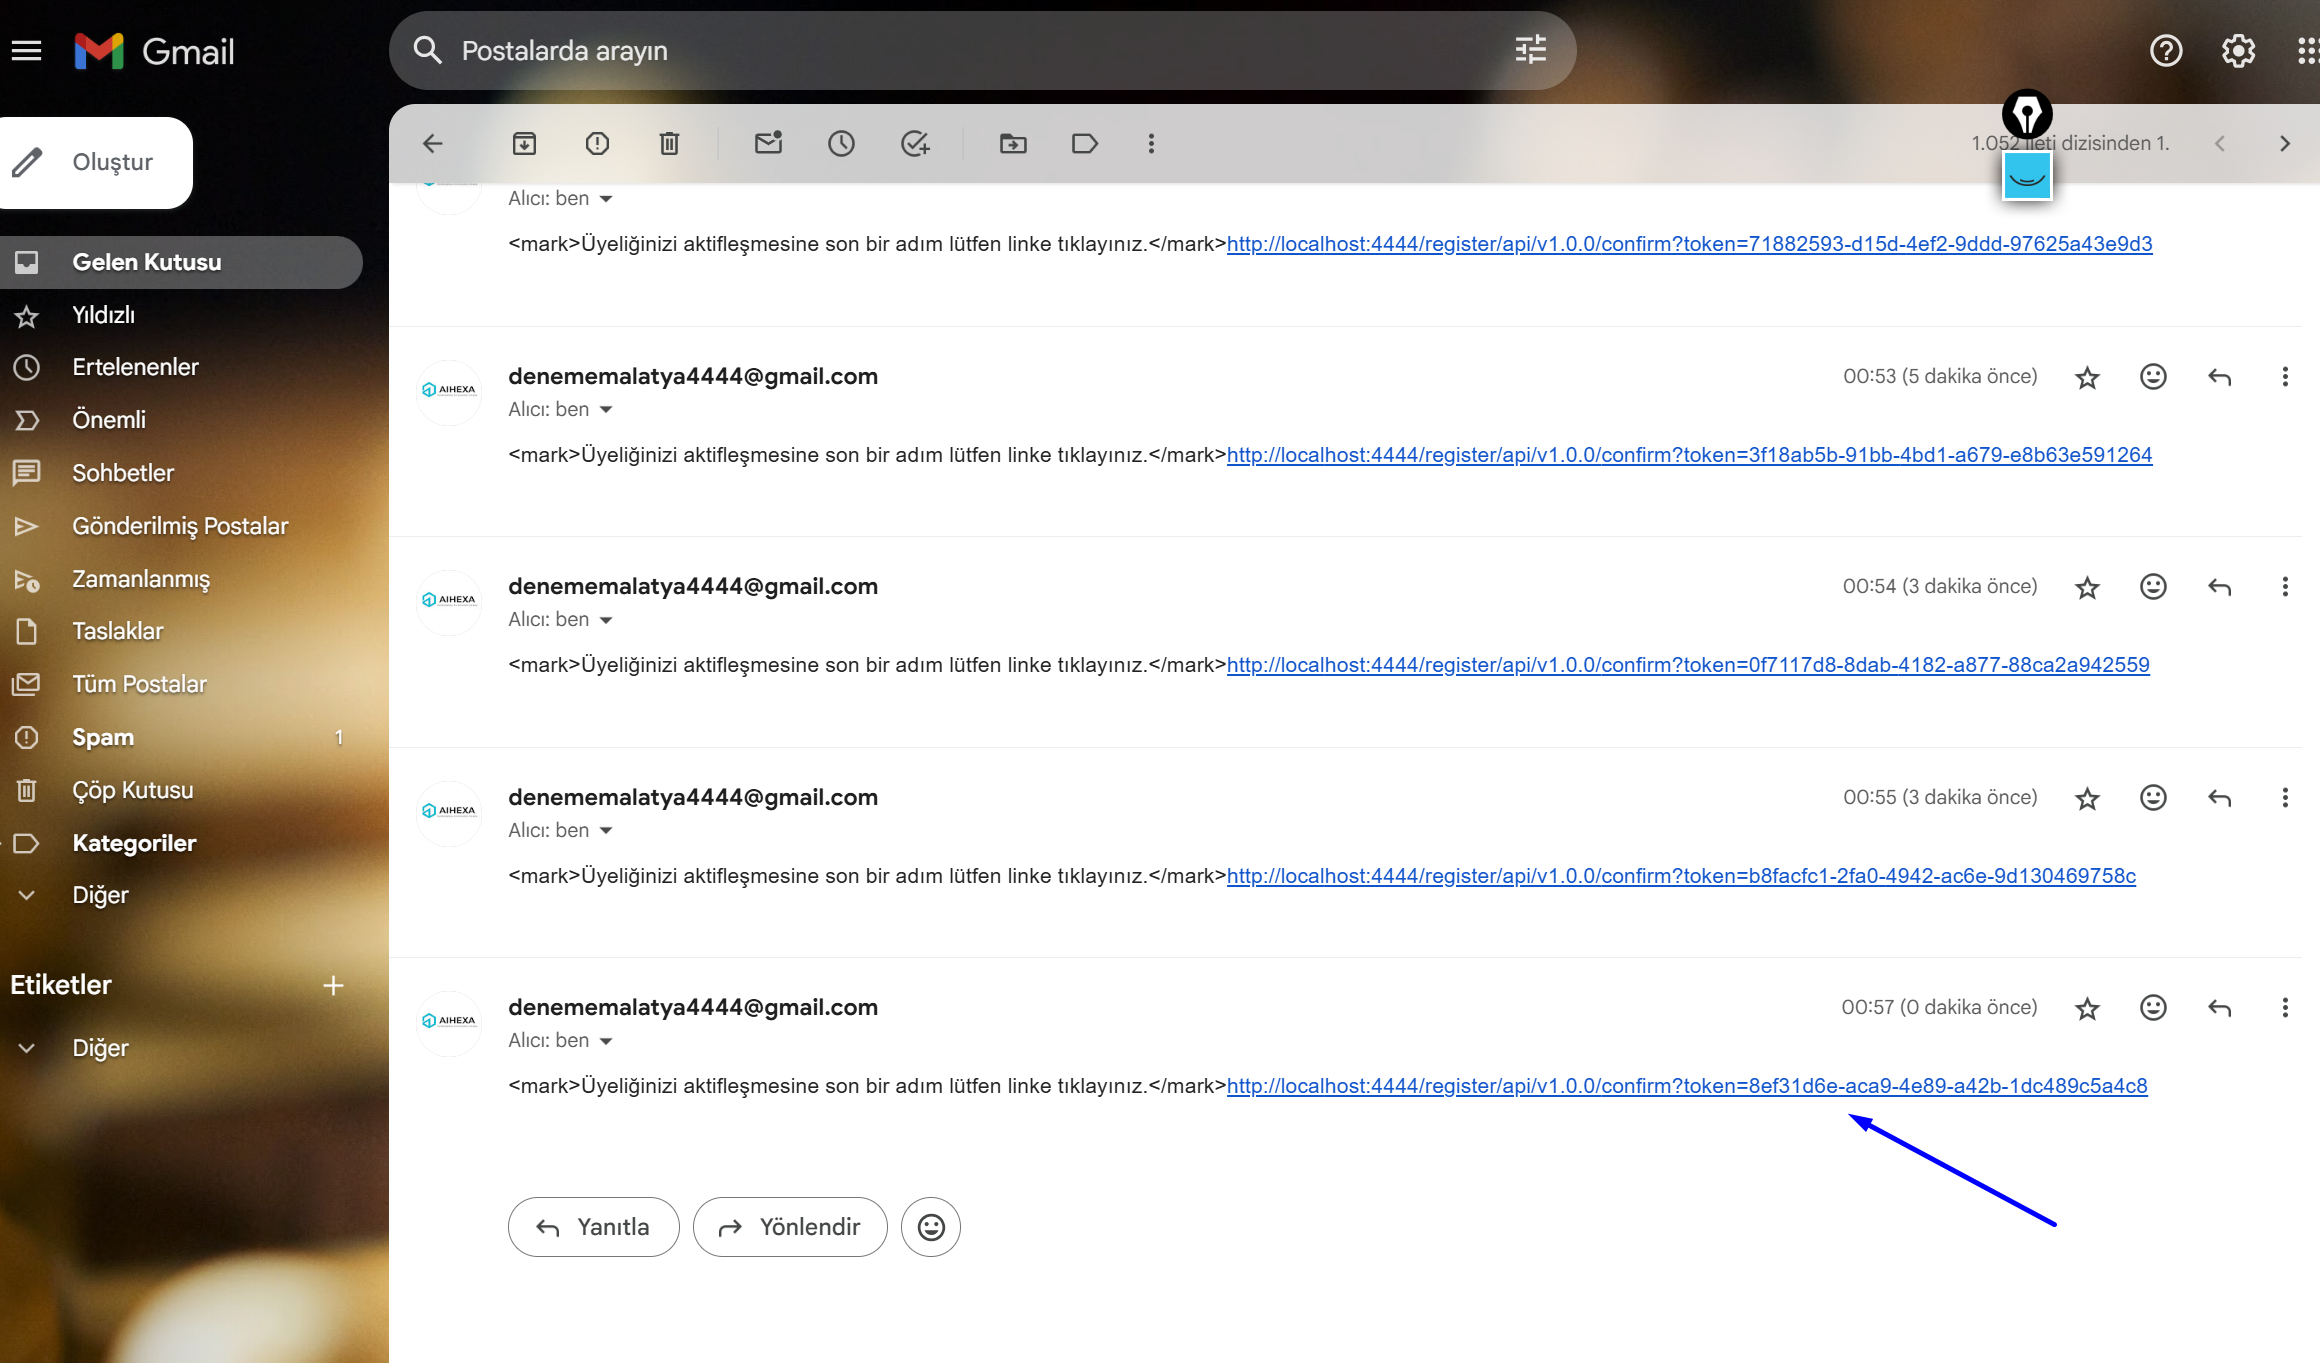 Gmail
Postalarda arayın
Oluştur
1.052 ileti dizisinden 1.
Gelen Kutusu
Yıldızlı
Ertelenenler
Önemli
Sohbetler
Gönderilmiş Postalar
Zamanlanmış
Taslaklar
Tüm Postalar
Spam 1
Çöp Kutusu
Kategoriler
Diğer
Etiketler
Diğer
Alıcı: ben
<mark>Üyeliğinizi aktifleşmesine son bir adım lütfen linke tıklayınız.</mark>http://localhost:4444/register/api/v1.0.0/confirm?token=71882593-d15d-4ef2-9ddd-97625a43e9d3
AIHEXA
denememalatya4444@gmail.com 00:53 (5 dakika önce)
Alıcı: ben
<mark>Üyeliğinizi aktifleşmesine son bir adım lütfen linke tıklayınız.</mark>http://localhost:4444/register/api/v1.0.0/confirm?token=3f18ab5b-91bb-4bd1-a679-e8b63e591264
AIHEXA
denememalatya4444@gmail.com 00:54 (3 dakika önce)
Alıcı: ben
<mark>Üyeliğinizi aktifleşmesine son bir adım lütfen linke tıklayınız.</mark>http://localhost:4444/register/api/v1.0.0/confirm?token=0f7117d8-8dab-4182-a877-88ca2a942559
AIHEXA
denememalatya4444@gmail.com 00:55 (3 dakika önce)
Alıcı: ben
<mark>Üyeliğinizi aktifleşmesine son bir adım lütfen linke tıklayınız.</mark>http://localhost:4444/register/api/v1.0.0/confirm?token=b8facfc1-2fa0-4942-ac6e-9d130469758c
AIHEXA
denememalatya4444@gmail.com 00:57 (0 dakika önce)
Alıcı: ben
<mark>Üyeliğinizi aktifleşmesine son bir adım lütfen linke tıklayınız.</mark>http://localhost:4444/register/api/v1.0.0/confirm?token=8ef31d6e-aca9-4e89-a42b-1dc489c5a4c8
Yanıtla
Yönlendir